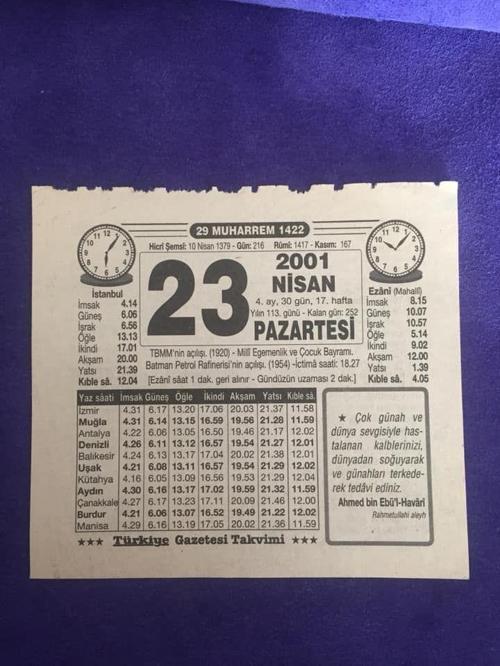 29 MUHARREM 1422
Hicrî Şemsî: 10 Nisan 1379 - Gün: 216 Rûmi: 1417 - Kasım: 167
23
2001
NİSAN
4. ay, 30 gün, 17. hafta
Yılın 113. günü - Kalan gün: 252
PAZARTESİ
TBMM'nin açılışı. (1920) - Millî Egemenlik ve Çocuk Bayramı.
Batman Petrol Rafinerisi'nin açılışı. (1954) -İctimâ saati: 18.27
[Ezânî sâat 1 dak. geri alınır - Gündüzün uzaması 2 dak.]
İstanbul
İmsak 4.14
Güneş 6.06
İşrak 6.56
Öğle 13.13
İkindi 17.01
Akşam 20.00
Yatsı 21.39
Kıble sâ. 12.04
Ezânî (Mahallî)
İmsak 8.15
Güneş 10.07
İşrak 10.57
Öğle 5.14
İkindi 9.02
Akşam 12.00
Yatsı 1.39
Kıble sâ. 4.05
Yaz sâati İmsak Güneş Öğle İkindi Akşam Yatsı Kıble sâ.
İzmir 4.31 6.17 13.20 17.06 20.03 21.37 11.58
Muğla 4.31 6.14 13.15 16.59 19.56 21.28 11.59
Antalya 4.22 6.06 13.05 16.50 19.46 21.17 12.02
Denizli 4.26 6.11 13.12 16.57 19.54 21.27 12.01
Balıkesir 4.24 6.13 13.17 17.04 20.02 21.38 12.01
Uşak 4.21 6.08 13.11 16.57 19.54 21.29 12.02
Kütahya 4.16 6.05 13.09 16.56 19.53 21.29 12.04
Aydın 4.30 6.16 13.17 17.02 19.59 21.32 11.59
Çanakkale 4.27 6.17 13.23 17.11 20.09 21.46 12.00
Burdur 4.21 6.06 13.07 16.52 19.49 21.22 12.02
Manisa 4.29 6.16 13.19 17.05 20.02 21.36 11.59
★ Çok günah ve
dünya sevgisiyle has-
talanan kalblerinizi,
dünyadan soğuyarak
ve günahları terkede-
rek tedâvi ediniz.
Ahmed bin Ebü'l-Havârî
Rahmetullahi aleyh
★★★ Türkiye Gazetesi Takvimi ★★★